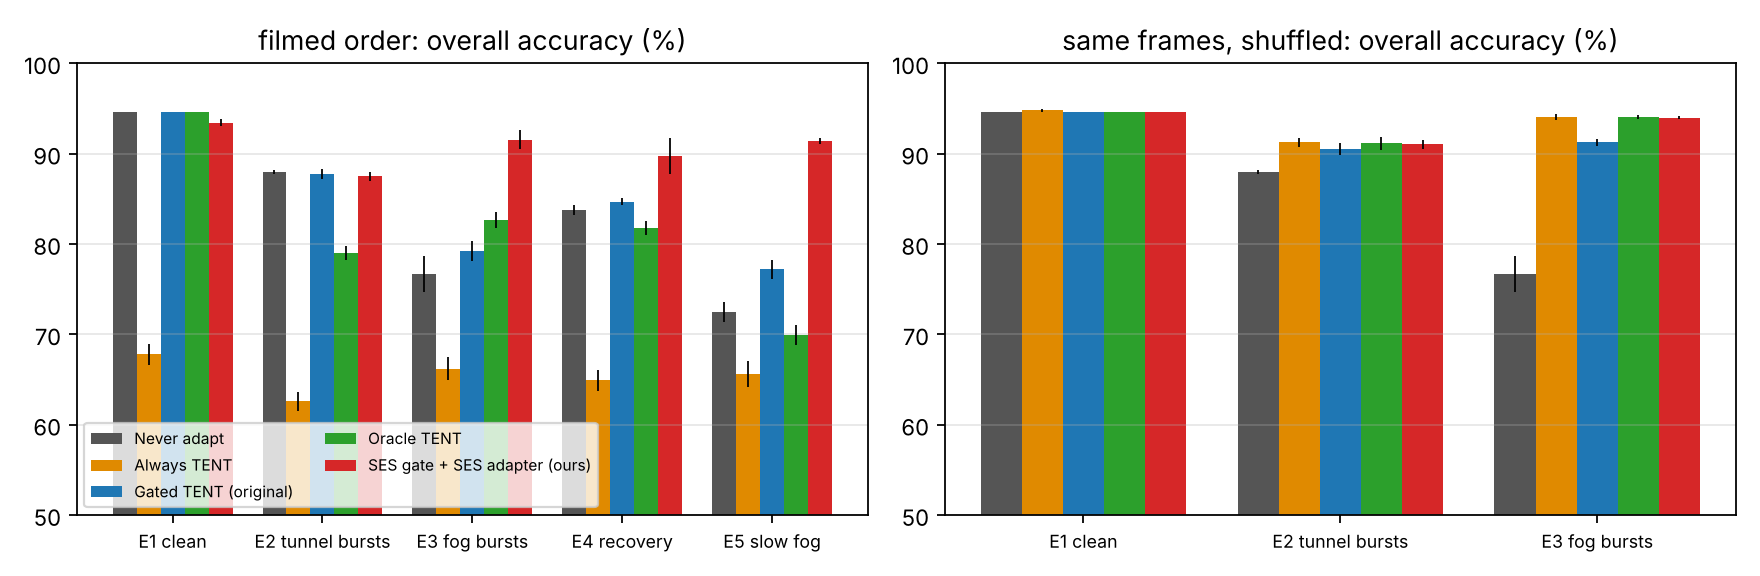 filmed order: overall accuracy (%)
100
90
80
70
60
50
Never adapt
Always TENT
Gated TENT (original)
Oracle TENT
SES gate + SES adapter (ours)
E1 clean
E2 tunnel bursts
E3 fog bursts
E4 recovery
E5 slow fog
same frames, shuffled: overall accuracy (%)
100
90
80
70
60
50
E1 clean
E2 tunnel bursts
E3 fog bursts